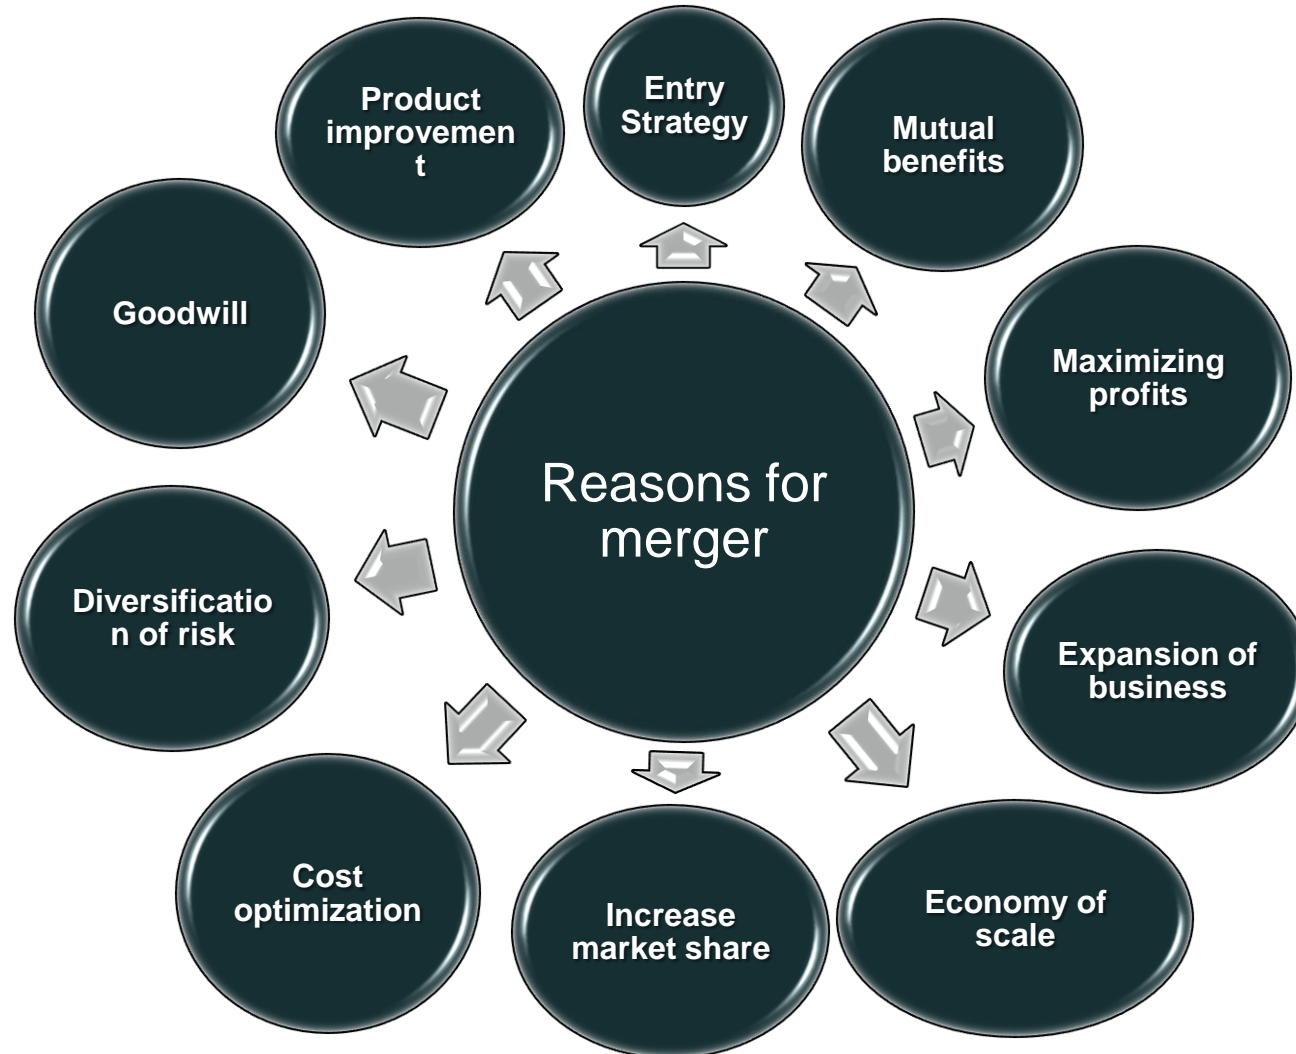 Entry
Strategy
Mutual
benefits
Maximizing
profits
Expansion of
business
Economy of
scale
Increase
market share
Cost
optimization
Diversificatio
n of risk
Goodwill
Product
improvemen
t
Reasons for
merger